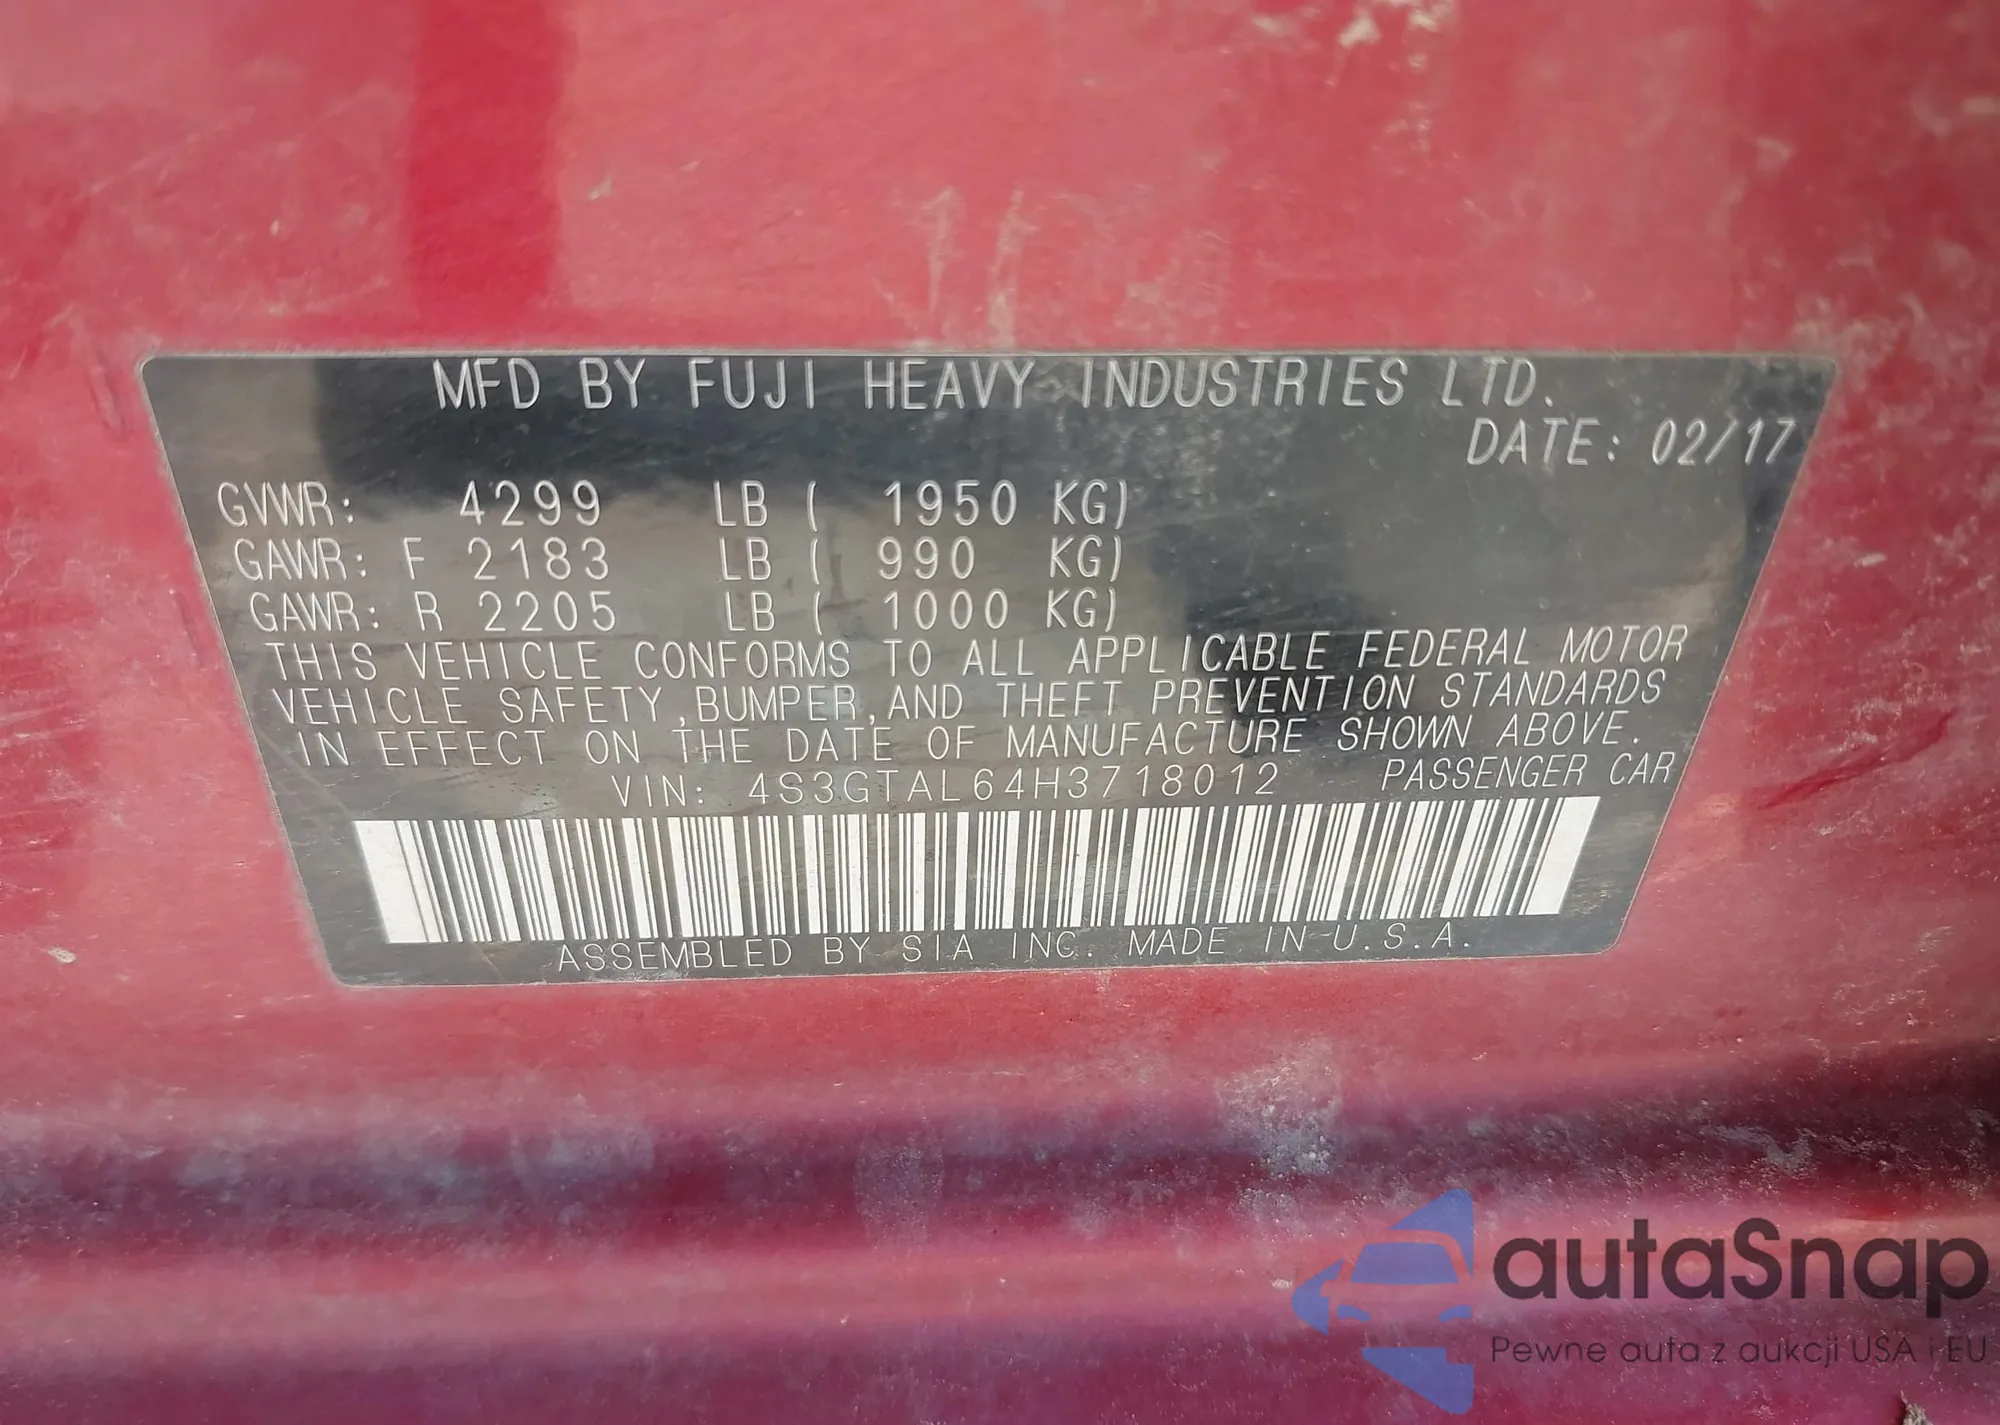 MFD BY FUJI HEAVY INDUSTRIES LTD.
DATE: 02/17
GVWR: 4299 LB ( 1950 KG)
GAWR: F 2183 LB ( 990 KG)
GAWR: R 2205 LB ( 1000 KG)
THIS VEHICLE CONFORMS TO ALL APPLICABLE FEDERAL MOTOR
VEHICLE SAFETY,BUMPER,AND THEFT PREVENTION STANDARDS
IN EFFECT ON THE DATE OF MANUFACTURE SHOWN ABOVE.
VIN: 4S3GTAL64H3718012 PASSENGER CAR
ASSEMBLED BY SIA INC. MADE IN U.S.A.
autaSnap
Pewne auta z aukcji USA i EU